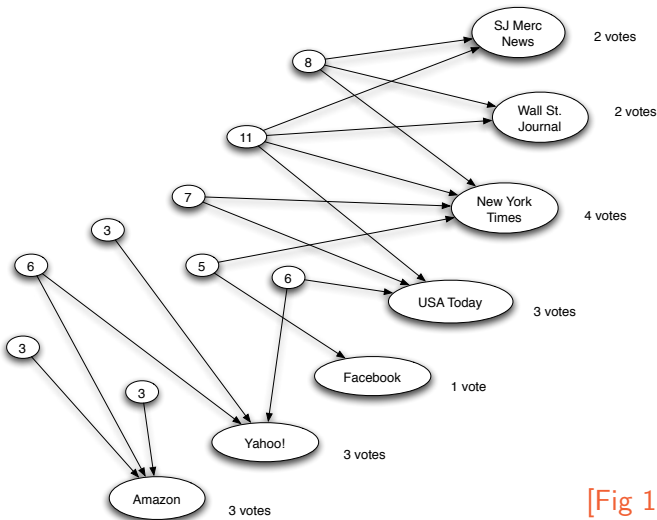 SJ Merc
News
2 votes
8
Wall St.
Journal
2 votes
11
7
New York
Times
4 votes
3
6
5
6
USA Today
3 votes
3
Facebook
1 vote
3
Yahoo!
3 votes
Amazon
3 votes
[Fig 1